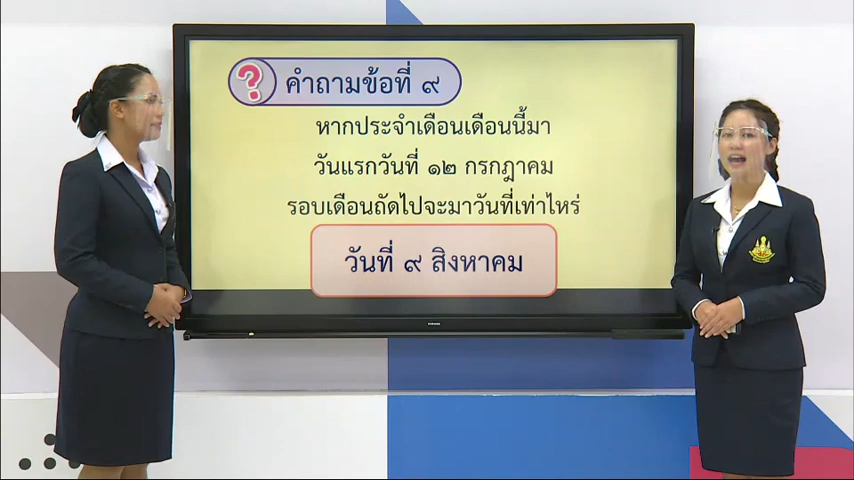 ? คำถามข้อที่ ๙
หากประจำเดือนเดือนนี้มา
วันแรกวันที่ ๑๒ กรกฎาคม
รอบเดือนถัดไปจะมาวันที่เท่าไหร่
วันที่ ๙ สิงหาคม
SAMSUNG